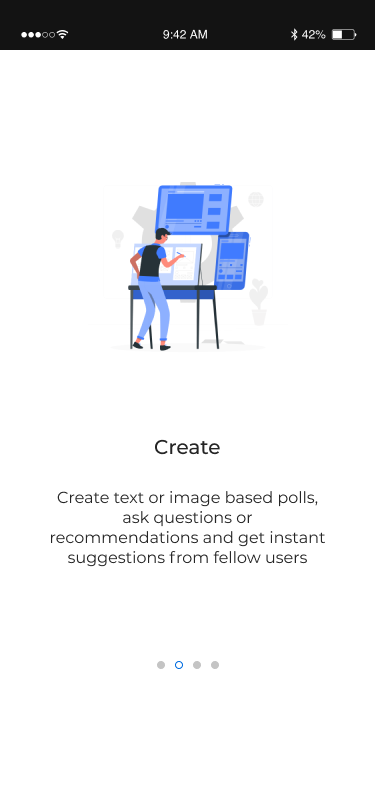 9:42 AM
42%
Create
Create text or image based polls,
ask questions or
recommendations and get instant
suggestions from fellow users